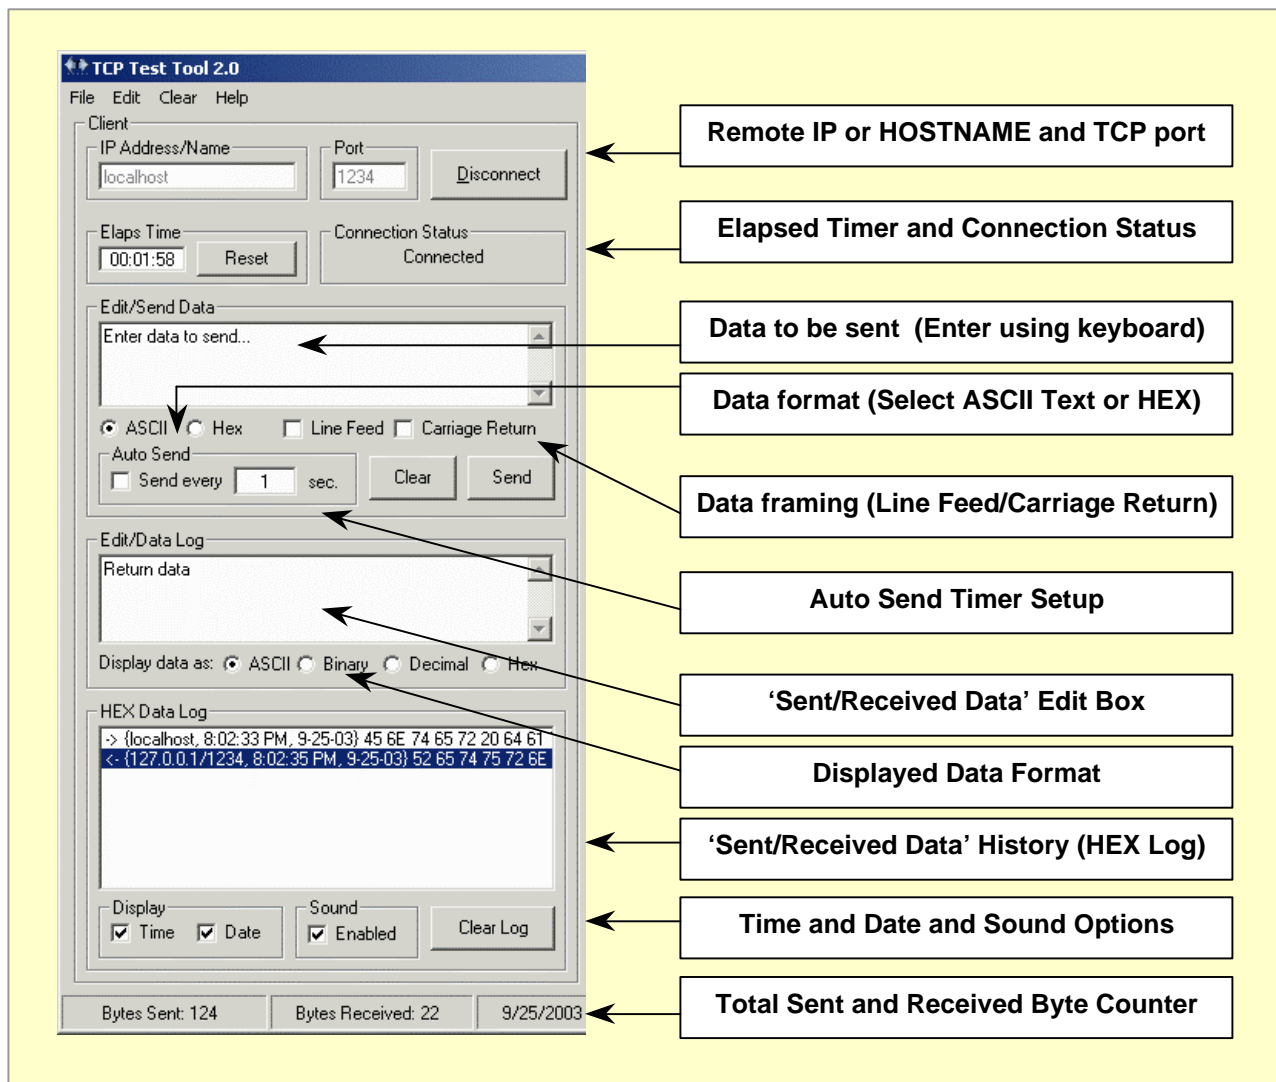 TCP Test Tool 2.0
File Edit Clear Help
Client
IP Address/Name
localhost
Port
1234
Disconnect
Remote IP or HOSTNAME and TCP port
Elaps Time
00:01:58
Reset
Connection Status
Connected
Elapsed Timer and Connection Status
Edit/Send Data
Enter data to send...
Data to be sent (Enter using keyboard)
Data format (Select ASCII Text or HEX)
ASCII Hex Line Feed Carriage Return
Auto Send
Send every 1 sec.
Clear
Send
Data framing (Line Feed/Carriage Return)
Edit/Data Log
Return data
Auto Send Timer Setup
Display data as: ASCII Binary Decimal Hex
‘Sent/Received Data’ Edit Box
HEX Data Log
-> {localhost, 8:02:33 PM, 9-25-03} 45 6E 74 65 72 20 64 61
<- {127.0.0.1/1234, 8:02:35 PM, 9-25-03} 52 65 74 75 72 6E
Displayed Data Format
‘Sent/Received Data’ History (HEX Log)
Display
Time Date
Sound
Enabled
Clear Log
Time and Date and Sound Options
Bytes Sent: 124
Bytes Received: 22
9/25/2003
Total Sent and Received Byte Counter